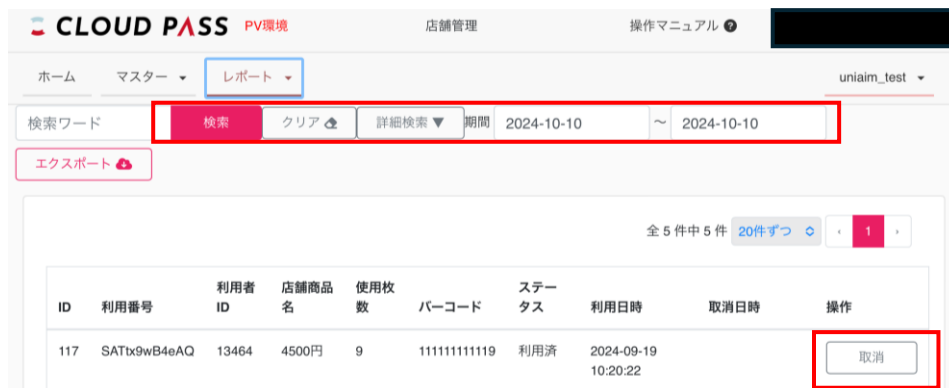 CLOUD PASS PV環境 店舗管理 操作マニュアル ?
ホーム マスター レポート uniaim_test
検索ワード 検索 クリア 詳細検索▼ 期間 2024-10-10 ~ 2024-10-10
エクスポート
全 5 件中 5 件 20件ずつ ‹ 1 ›
ID 利用番号 利用者ID 店舗商品名 使用枚数 バーコード ステータス 利用日時 取消日時 操作
117 SATtx9wB4eAQ 13464 4500円 9 111111111119 利用済 2024-09-19 10:20:22 取消